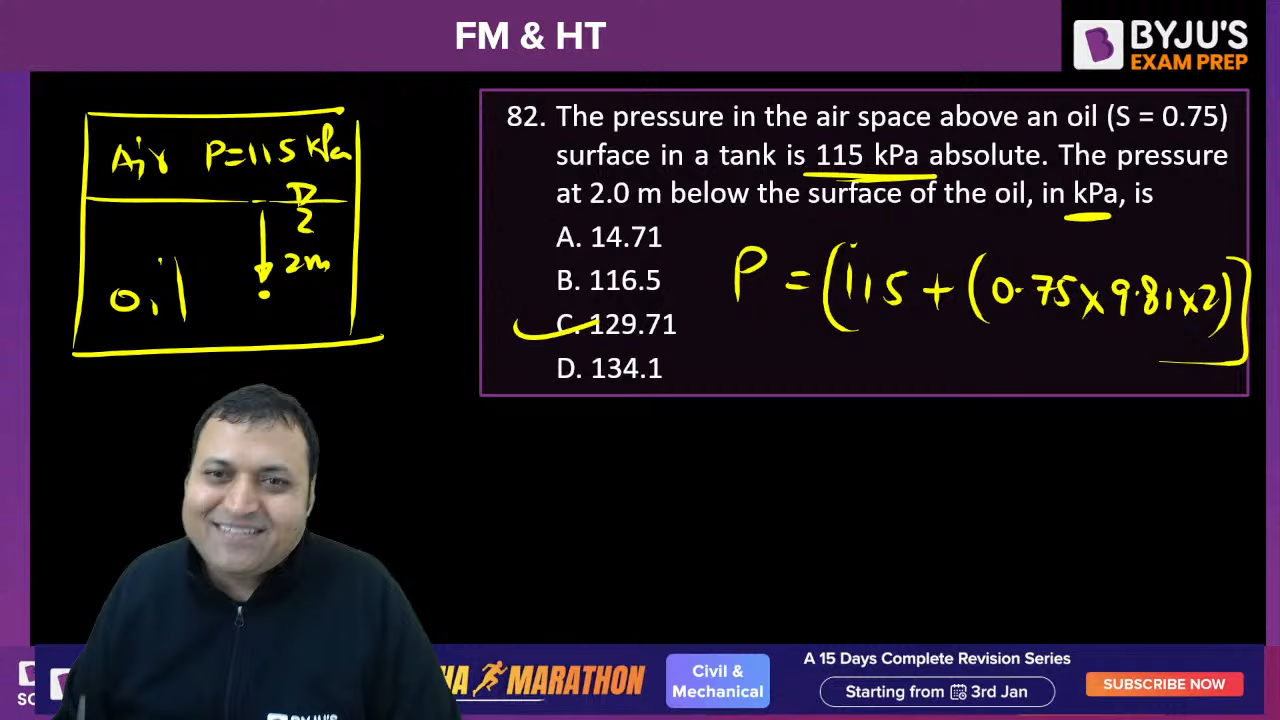 FM & HT
BYJU'S
EXAM PREP
82. The pressure in the air space above an oil (S = 0.75)
surface in a tank is 115 kPa absolute. The pressure
at 2.0 m below the surface of the oil, in kPa, is
A. 14.71
B. 116.5
C. 129.71
D. 134.1
Air P=115 kPa
2m
Oil
P = (115 + (0.75×9.81×2)]
BYJU'S
MARATHON
Civil &
Mechanical
A 15 Days Complete Revision Series
Starting from 3rd Jan
SUBSCRIBE NOW